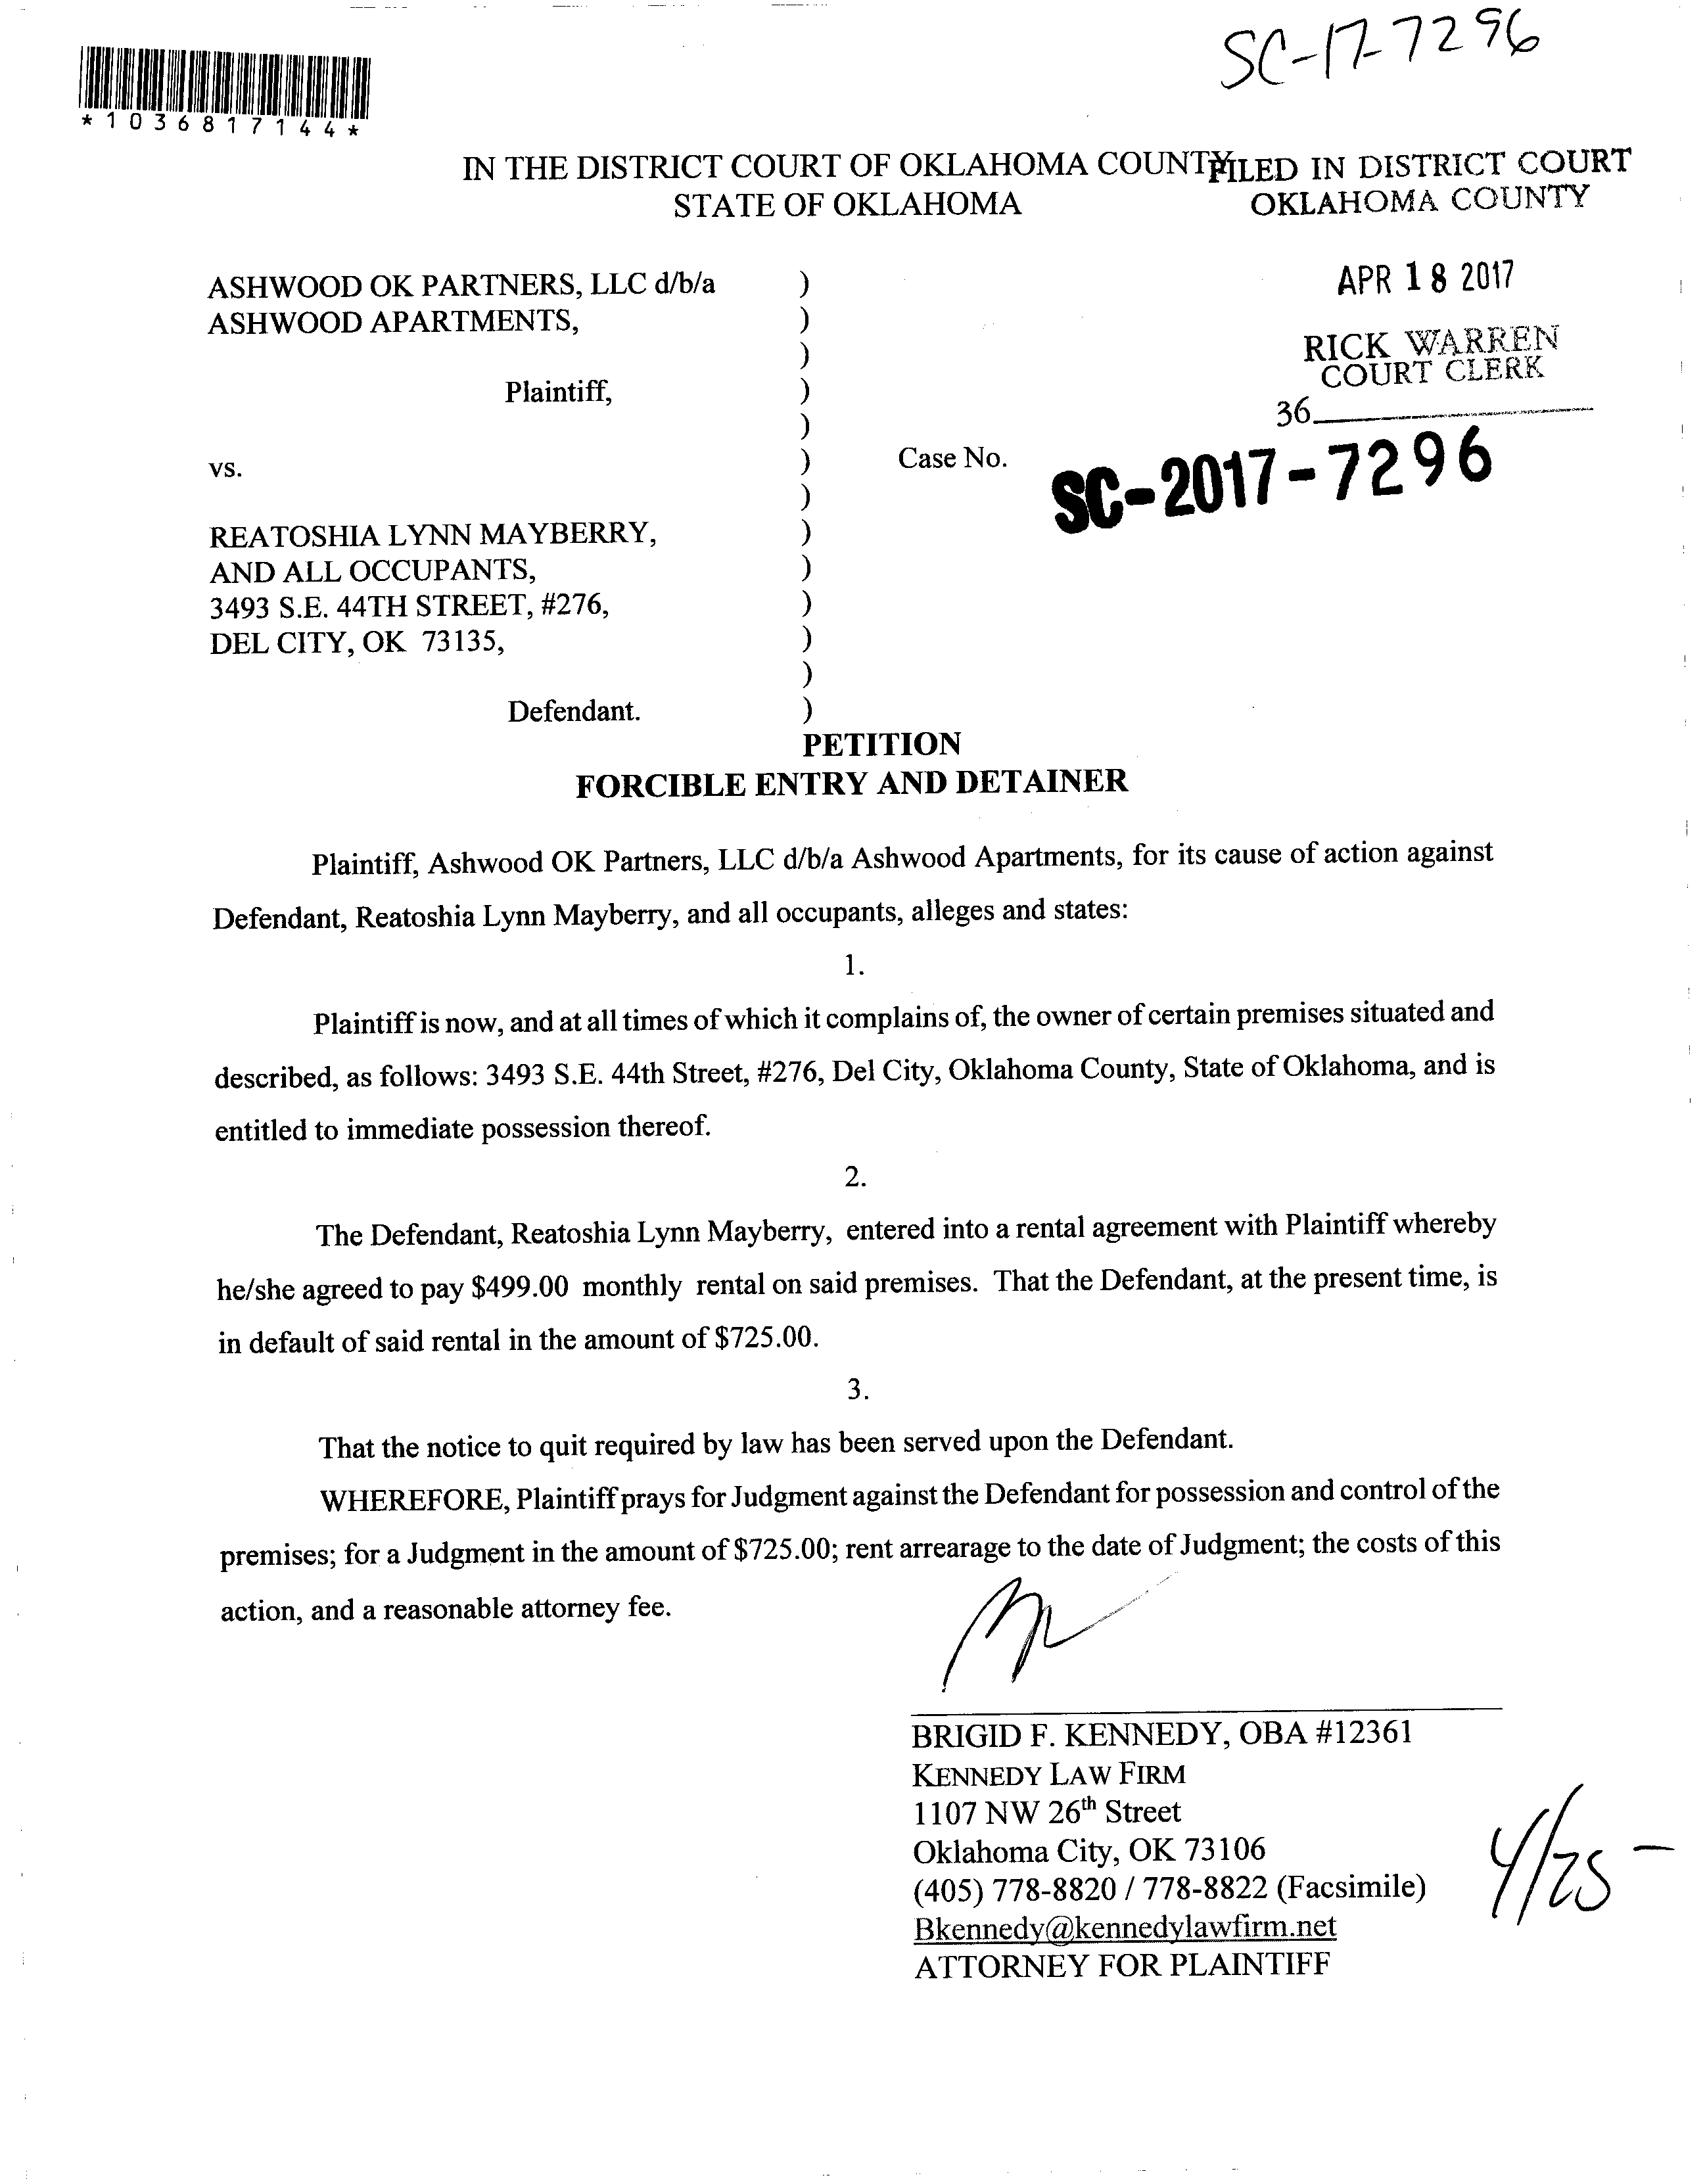 SC-17-7296
*1036817144*
IN THE DISTRICT COURT OF OKLAHOMA COUNTY
STATE OF OKLAHOMA
FILED IN DISTRICT COURT
OKLAHOMA COUNTY
APR 18 2017
RICK WARREN
COURT CLERK
36
ASHWOOD OK PARTNERS, LLC d/b/a )
ASHWOOD APARTMENTS, )
)
Plaintiff, )
)
vs. ) Case No. SC-2017-7296
)
REATOSHIA LYNN MAYBERRY, )
AND ALL OCCUPANTS, )
3493 S.E. 44TH STREET, #276, )
DEL CITY, OK 73135, )
)
Defendant. )
PETITION
FORCIBLE ENTRY AND DETAINER
Plaintiff, Ashwood OK Partners, LLC d/b/a Ashwood Apartments, for its cause of action against
Defendant, Reatoshia Lynn Mayberry, and all occupants, alleges and states:
1.
Plaintiff is now, and at all times of which it complains of, the owner of certain premises situated and
described, as follows: 3493 S.E. 44th Street, #276, Del City, Oklahoma County, State of Oklahoma, and is
entitled to immediate possession thereof.
2.
The Defendant, Reatoshia Lynn Mayberry, entered into a rental agreement with Plaintiff whereby
he/she agreed to pay $499.00 monthly rental on said premises. That the Defendant, at the present time, is
in default of said rental in the amount of $725.00.
3.
That the notice to quit required by law has been served upon the Defendant.
WHEREFORE, Plaintiff prays for Judgment against the Defendant for possession and control of the
premises; for a Judgment in the amount of $725.00; rent arrearage to the date of Judgment; the costs of this
action, and a reasonable attorney fee.
BRIGID F. KENNEDY, OBA #12361
KENNEDY LAW FIRM
1107 NW 26th Street
Oklahoma City, OK 73106
(405) 778-8820 / 778-8822 (Facsimile)
Bkennedy@kennedylawfirm.net
ATTORNEY FOR PLAINTIFF
4/25 -